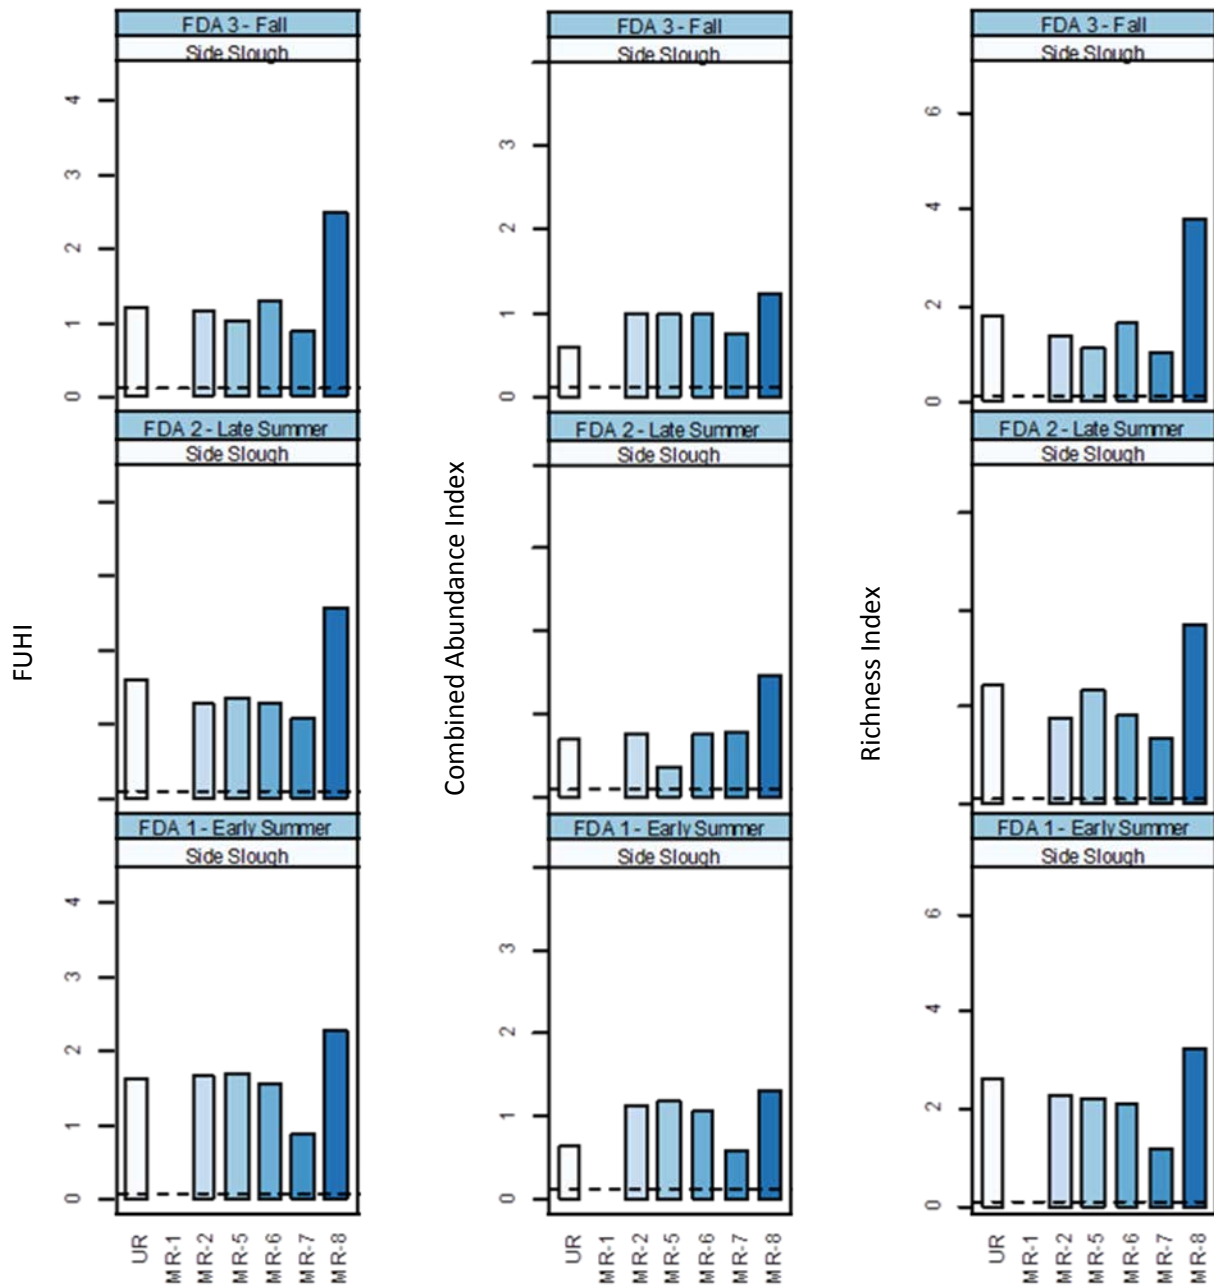 FUHI
FDA 3 - Fall
Side Slough
4
3
2
1
0
FDA 2 - Late Summer
Side Slough
FDA 1 - Early Summer
Side Slough
4
3
2
1
0
UR
MR-1
MR-2
MR-5
MR-6
MR-7
MR-8
Combined Abundance Index
FDA 3 - Fall
Side Slough
3
2
1
0
FDA 2 - Late Summer
Side Slough
FDA 1 - Early Summer
Side Slough
3
2
1
0
UR
MR-1
MR-2
MR-5
MR-6
MR-7
MR-8
Richness Index
FDA 3 - Fall
Side Slough
6
4
2
0
FDA 2 - Late Summer
Side Slough
FDA 1 - Early Summer
Side Slough
6
4
2
0
UR
MR-1
MR-2
MR-5
MR-6
MR-7
MR-8